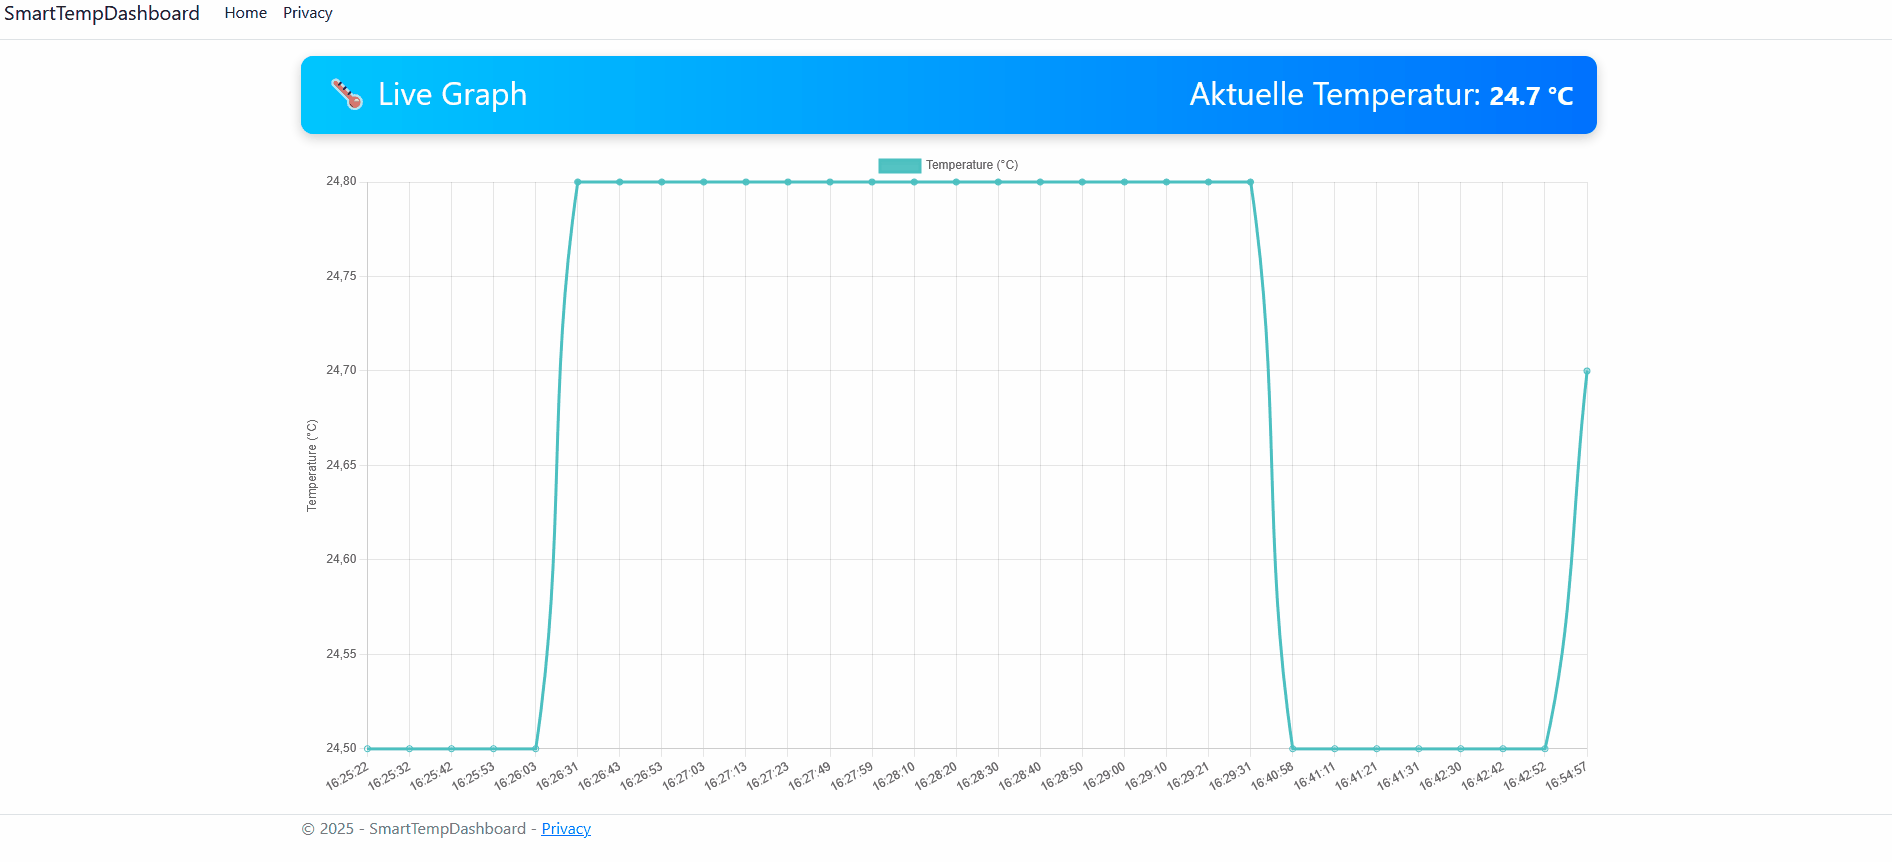 SmartTempDashboard Home Privacy
Live Graph Aktuelle Temperatur: 24.7 °C
Temperature (°C)
24,80
24,75
24,70
24,65
24,60
24,55
24,50
Temperature (°C)
16:25:22 16:25:32 16:25:42 16:25:53 16:26:03 16:26:31 16:26:43 16:26:53 16:27:03 16:27:13 16:27:23 16:27:49 16:27:59 16:28:10 16:28:20 16:28:30 16:28:40 16:28:50 16:29:00 16:29:10 16:29:21 16:29:31 16:40:58 16:41:11 16:41:21 16:41:31 16:42:30 16:42:42 16:42:52 16:54:57
© 2025 - SmartTempDashboard - Privacy